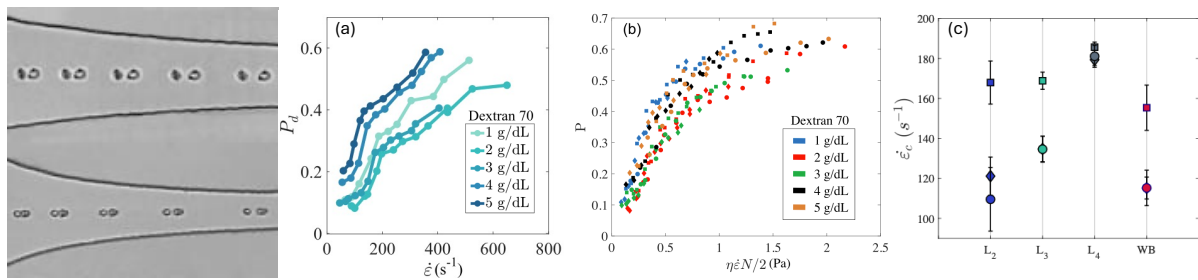 (a)
P_d
0.6
0.4
0.2
0
0 200 400 600 800
ε̇ (s⁻¹)
Dextran 70
1 g/dL
2 g/dL
3 g/dL
4 g/dL
5 g/dL
(b)
P
0.7
0.6
0.5
0.4
0.3
0.2
0.1
0
0 0.5 1 1.5 2 2.5
ηε̇N/2 (Pa)
Dextran 70
1 g/dL
2 g/dL
3 g/dL
4 g/dL
5 g/dL
(c)
ε̇_c (s⁻¹)
200
180
160
140
120
100
L₂ L₃ L₄ WB